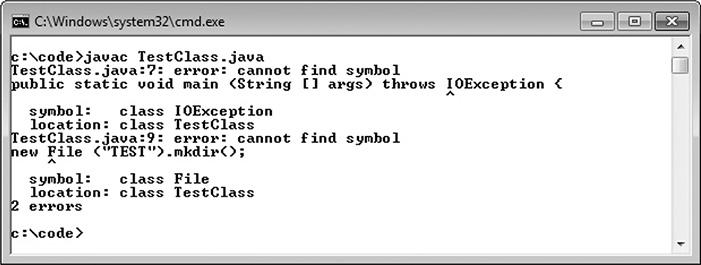 C:\Windows\system32\cmd.exe
c:\code>javac TestClass.java
TestClass.java:7: error: cannot find symbol
public static void main (String [] args) throws IOException {
^
symbol:   class IOException
location: class TestClass
TestClass.java:9: error: cannot find symbol
new File ("TEST").mkdir();
^
symbol:   class File
location: class TestClass
2 errors
c:\code>